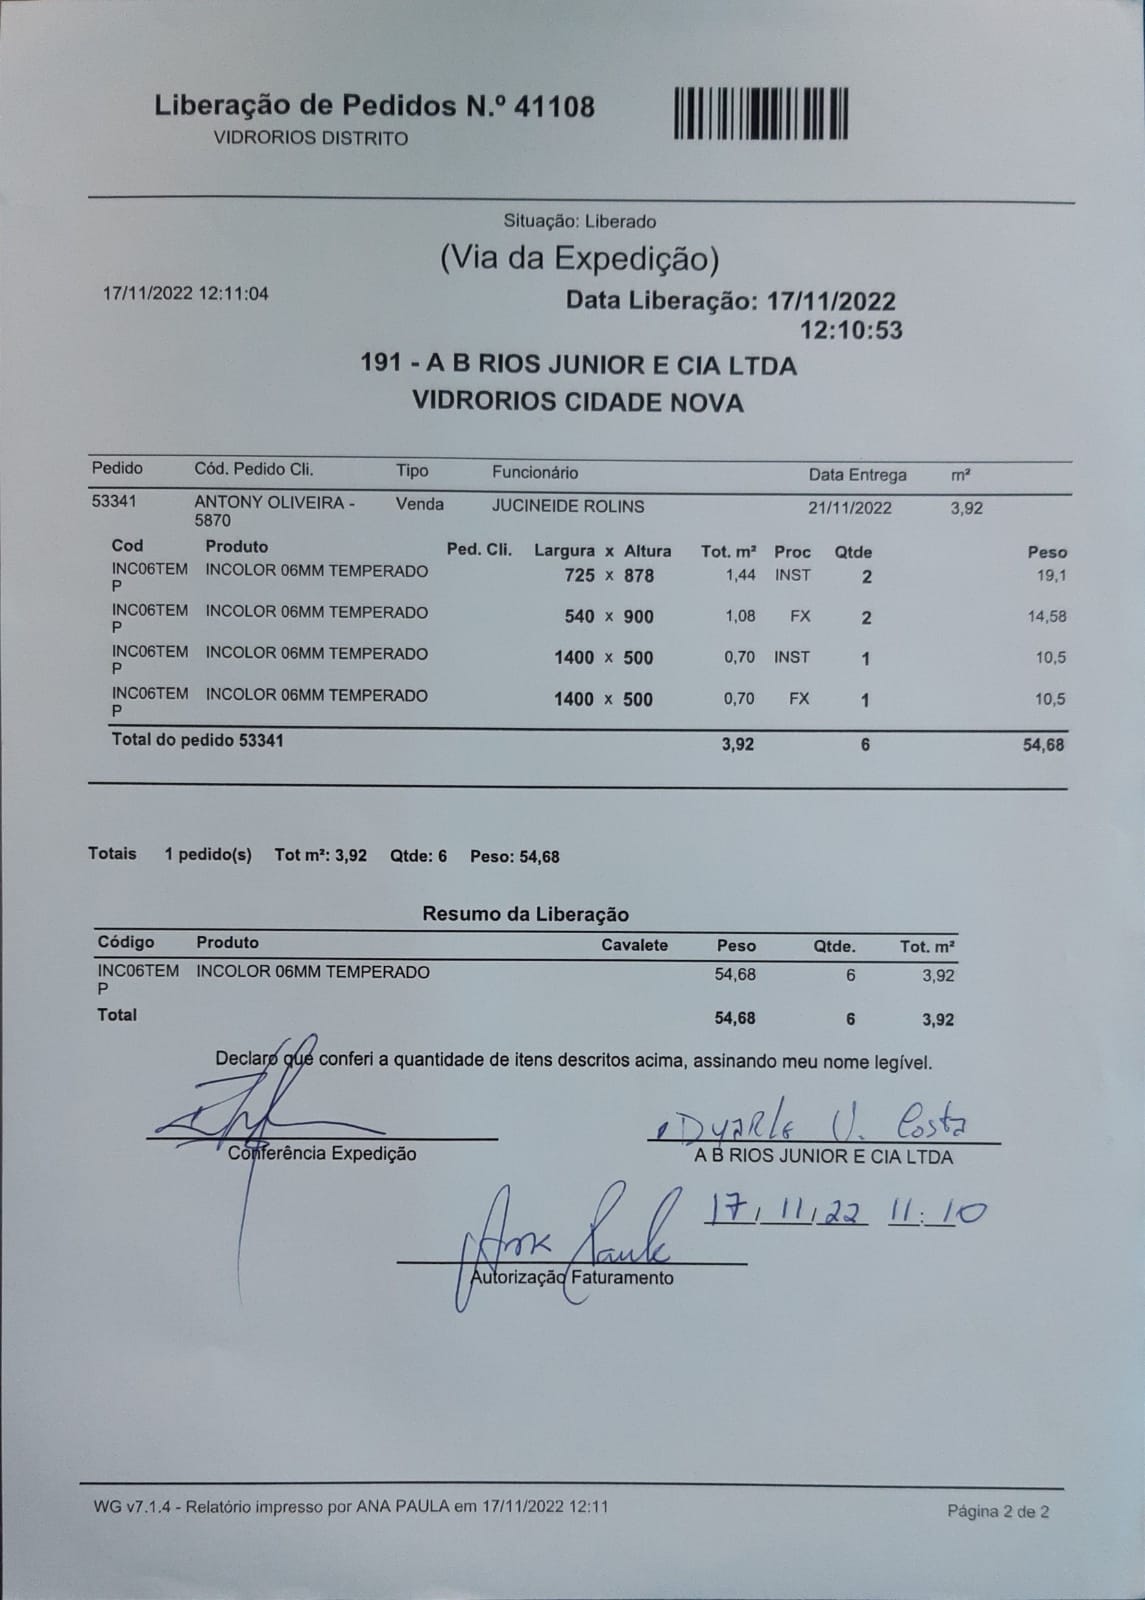 Liberação de Pedidos N.º 41108
VIDRORIOS DISTRITO
Situação: Liberado
(Via da Expedição)
17/11/2022 12:11:04
Data Liberação: 17/11/2022
12:10:53
191 - A B RIOS JUNIOR E CIA LTDA
VIDRORIOS CIDADE NOVA
Pedido Cód. Pedido Cli. Tipo Funcionário Data Entrega m²
53341 ANTONY OLIVEIRA - Venda JUCINEIDE ROLINS 21/11/2022 3,92
5870
Cod Produto Ped. Cli. Largura x Altura Tot. m² Proc Qtde Peso
INC06TEM INCOLOR 06MM TEMPERADO 725 x 878 1,44 INST 2 19,1
P
INC06TEM INCOLOR 06MM TEMPERADO 540 x 900 1,08 FX 2 14,58
P
INC06TEM INCOLOR 06MM TEMPERADO 1400 x 500 0,70 INST 1 10,5
P
INC06TEM INCOLOR 06MM TEMPERADO 1400 x 500 0,70 FX 1 10,5
P
Total do pedido 53341 3,92 6 54,68
Totais 1 pedido(s) Tot m²: 3,92 Qtde: 6 Peso: 54,68
Resumo da Liberação
Código Produto Cavalete Peso Qtde. Tot. m²
INC06TEM INCOLOR 06MM TEMPERADO 54,68 6 3,92
P
Total 54,68 6 3,92
Declaro que conferi a quantidade de itens descritos acima, assinando meu nome legível.
V. Costa
Conferência Expedição
A B RIOS JUNIOR E CIA LTDA
17/11/22 11:10
Ana Paula
Autorização Faturamento
WG v7.1.4 - Relatório impresso por ANA PAULA em 17/11/2022 12:11
Página 2 de 2